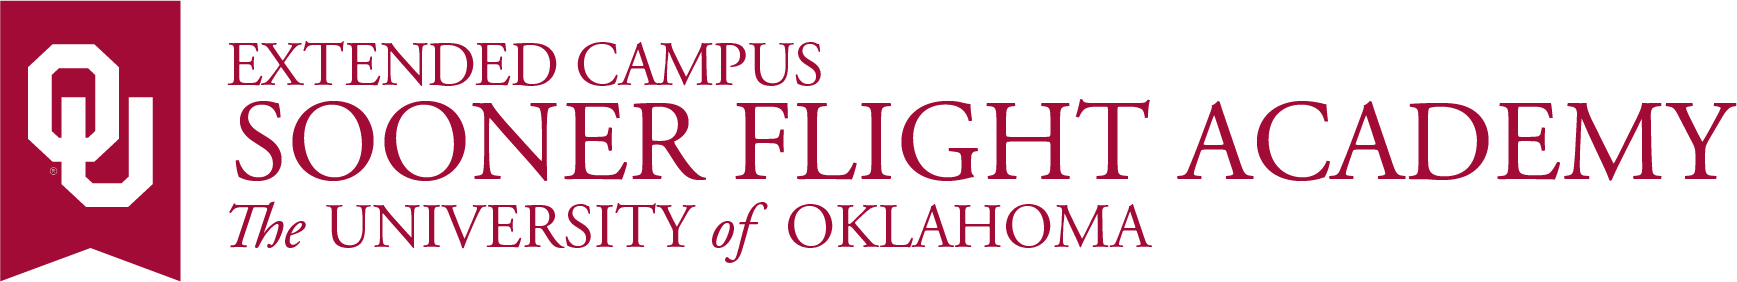 OU
®
EXTENDED CAMPUS
SOONER FLIGHT ACADEMY
The UNIVERSITY of OKLAHOMA